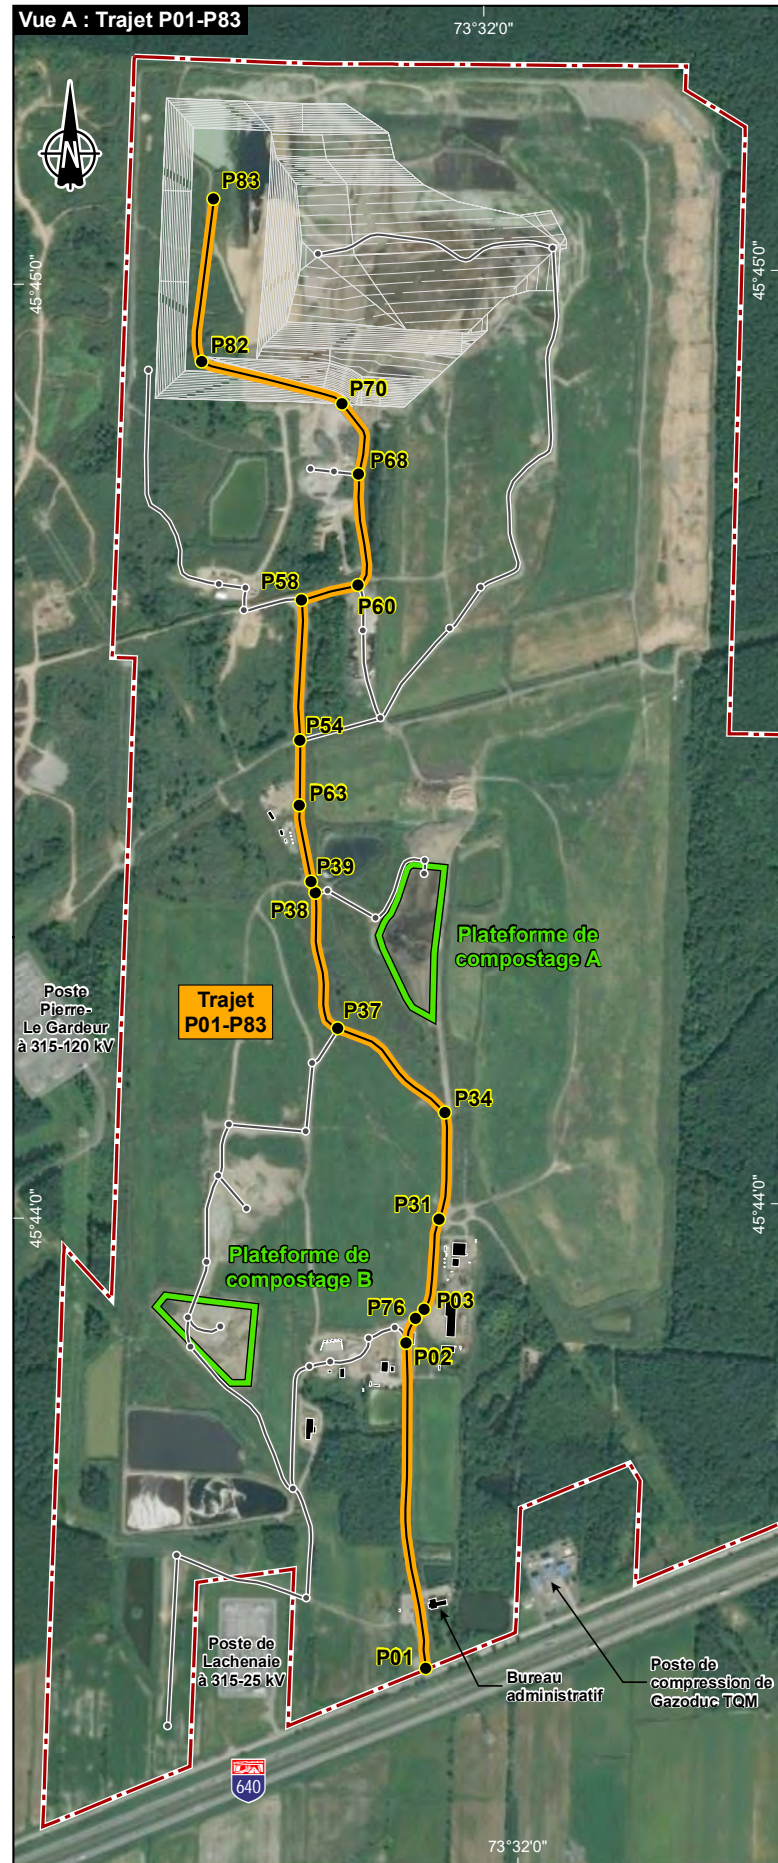 Vue A : Trajet P01-P83
73°32'0"
N
P83
45°45'0"
45°45'0"
P82
P70
P68
P58
P60
P54
P63
P39
P38
Plateforme de
compostage A
Poste
Pierre-
Le Gardeur
à 315-120 kV
Trajet
P01-P83
P37
P34
45°44'0"
45°44'0"
P31
Plateforme de
compostage B
P03
P76
P02
P01
Poste de
Lachenaie
à 315-25 kV
Bureau
administratif
Poste de
compression de
Gazoduc TQM
640
73°32'0"